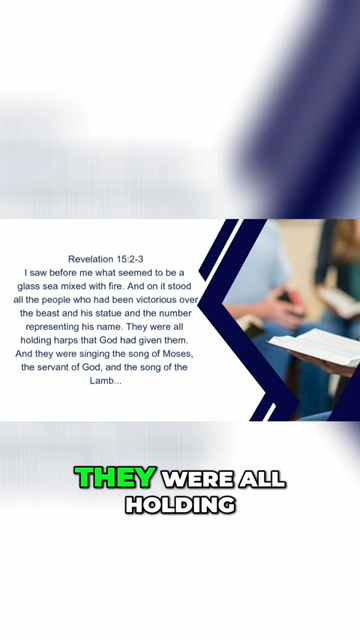 Revelation 15:2-3
I saw before me what seemed to be a
glass sea mixed with fire. And on it stood
all the people who had been victorious over
the beast and his statue and the number
representing his name. They were all
holding harps that God had given them.
And they were singing the song of Moses,
the servant of God, and the song of the
Lamb...
THEY WERE ALL
HOLDING